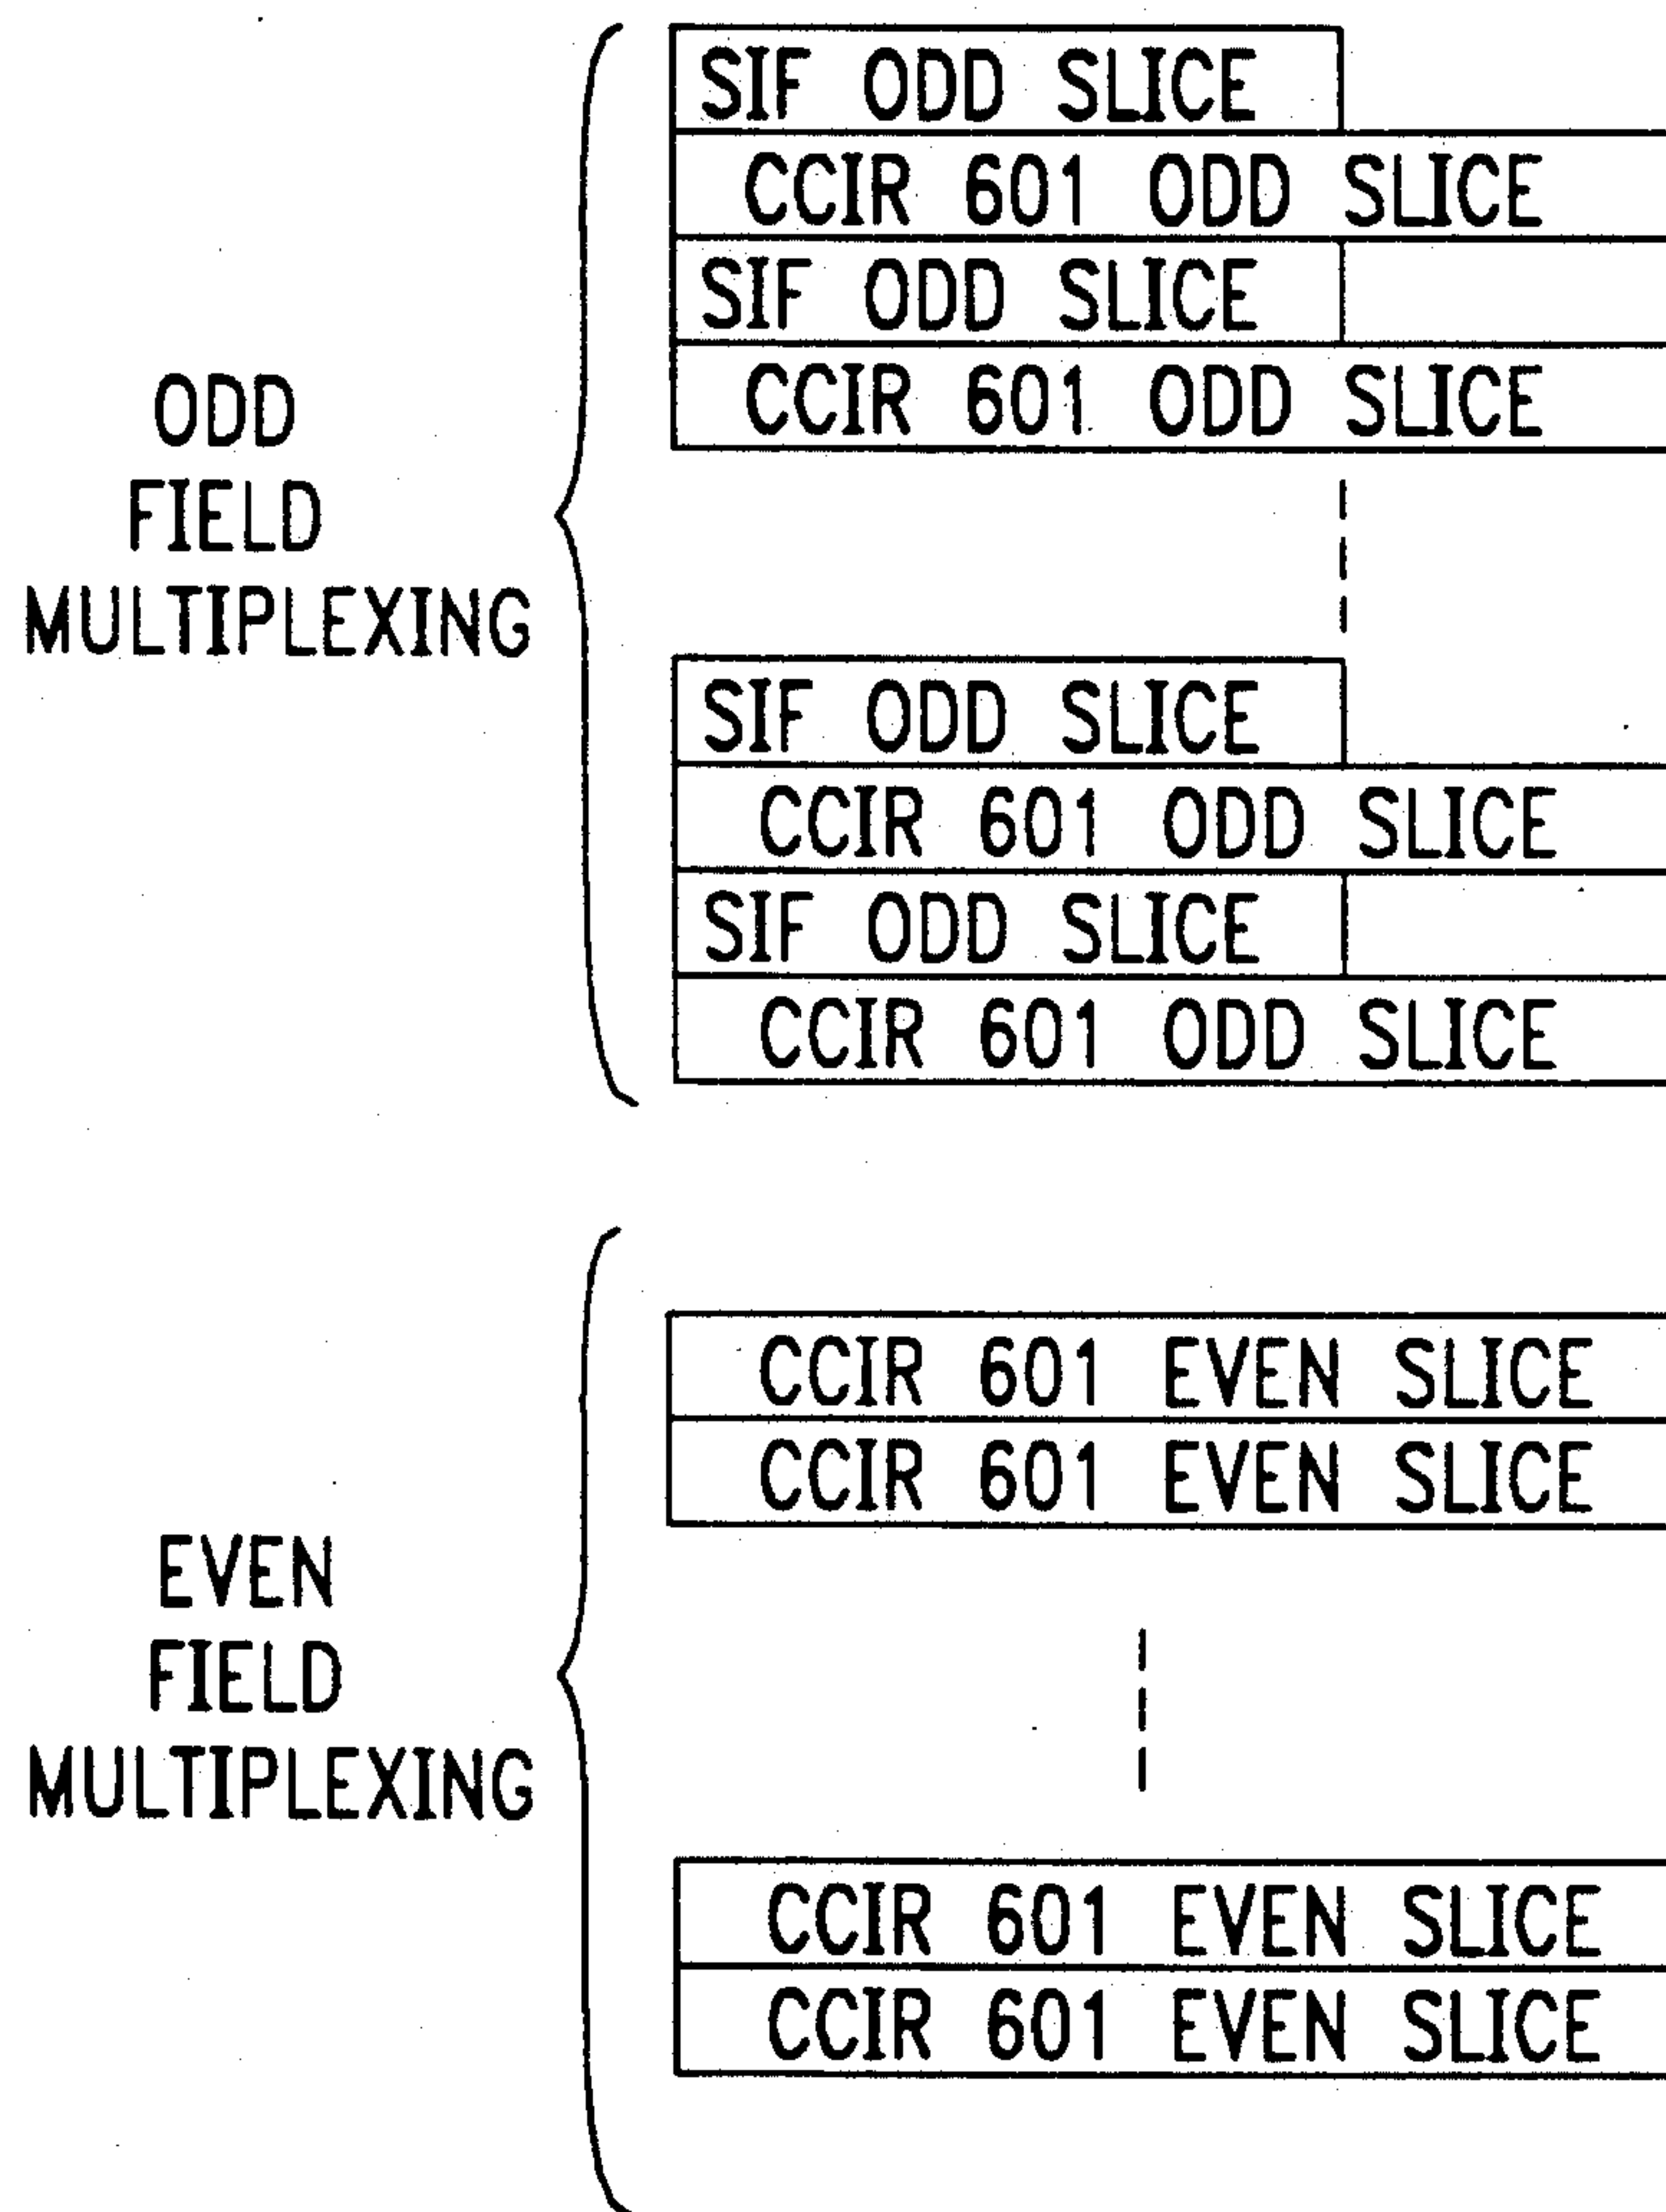 SIF ODD SLICE
CCIR 601 ODD SLICE
SIF ODD SLICE
CCIR 601 ODD SLICE
ODD
FIELD
MULTIPLEXING
SIF ODD SLICE
CCIR 601 ODD SLICE
SIF ODD SLICE
CCIR 601 ODD SLICE
CCIR 601 EVEN SLICE
CCIR 601 EVEN SLICE
EVEN
FIELD
MULTIPLEXING
CCIR 601 EVEN SLICE
CCIR 601 EVEN SLICE